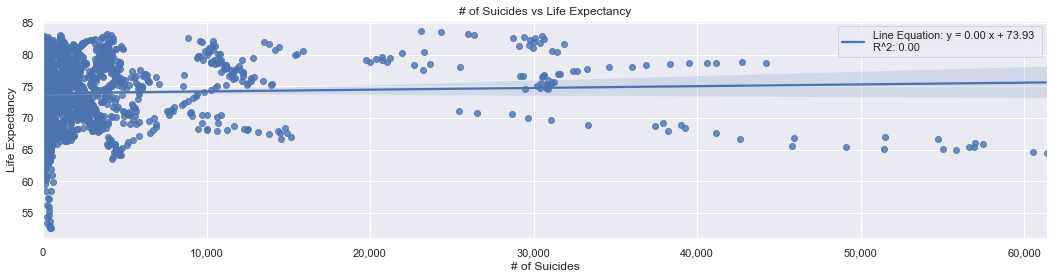 # of Suicides vs Life Expectancy
Line Equation: y = 0.00 x + 73.93
R^2: 0.00
Life Expectancy
85
80
75
70
65
60
55
0
10,000
20,000
30,000
40,000
50,000
60,000
# of Suicides